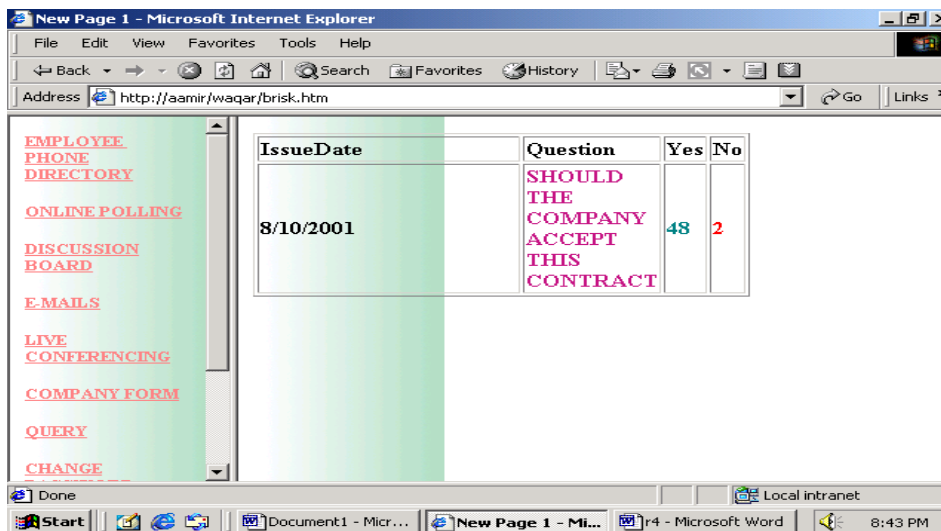 New Page 1 - Microsoft Internet Explorer
File Edit View Favorites Tools Help
Back Search Favorites History
Address http://aamir/waqar/brisk.htm Go Links
EMPLOYEE
PHONE
DIRECTORY
ONLINE POLLING
DISCUSSION
BOARD
E-MAILS
LIVE
CONFERENCING
COMPANY FORM
QUERY
CHANGE
IssueDate Question Yes No
8/10/2001 SHOULD
THE
COMPANY
ACCEPT
THIS
CONTRACT 48 2
Done Local intranet
Start Document1 - Micr... New Page 1 - Mi... r4 - Microsoft Word 8:43 PM